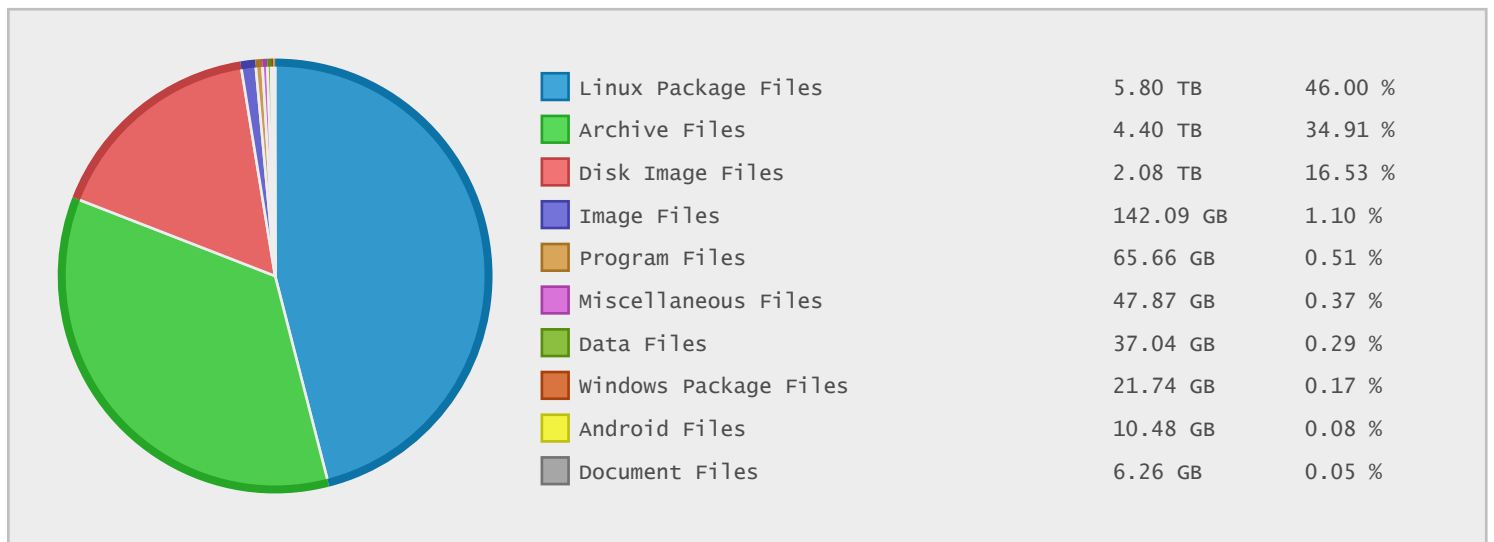 Linux Package Files 5.80 TB 46.00 %
Archive Files 4.40 TB 34.91 %
Disk Image Files 2.08 TB 16.53 %
Image Files 142.09 GB 1.10 %
Program Files 65.66 GB 0.51 %
Miscellaneous Files 47.87 GB 0.37 %
Data Files 37.04 GB 0.29 %
Windows Package Files 21.74 GB 0.17 %
Android Files 10.48 GB 0.08 %
Document Files 6.26 GB 0.05 %